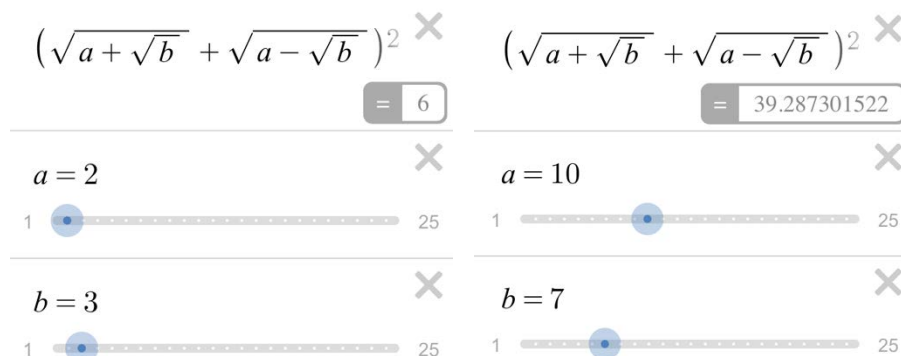 (√(a + √b) + √(a − √b))²
= 6
a = 2
1 25
b = 3
1 25
(√(a + √b) + √(a − √b))²
= 39.287301522
a = 10
1 25
b = 7
1 25